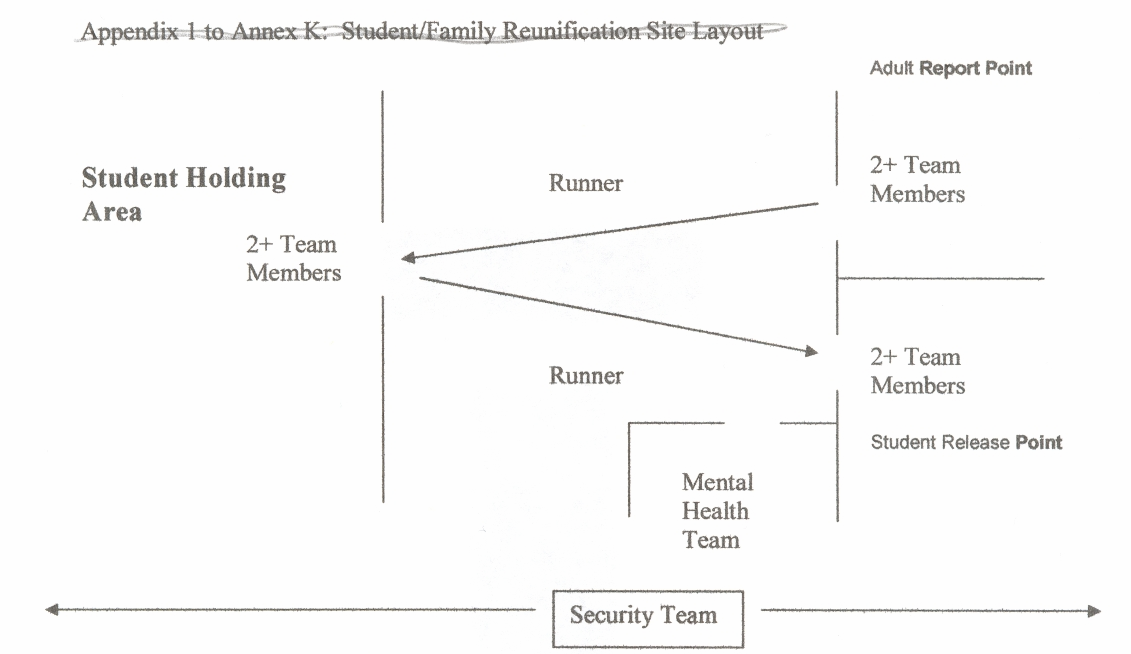 Appendix 1 to Annex K: Student/Family Reunification Site Layout
Adult Report Point
Student Holding
Area
Runner
2+ Team
Members
2+ Team
Members
Runner
2+ Team
Members
Student Release Point
Mental
Health
Team
Security Team